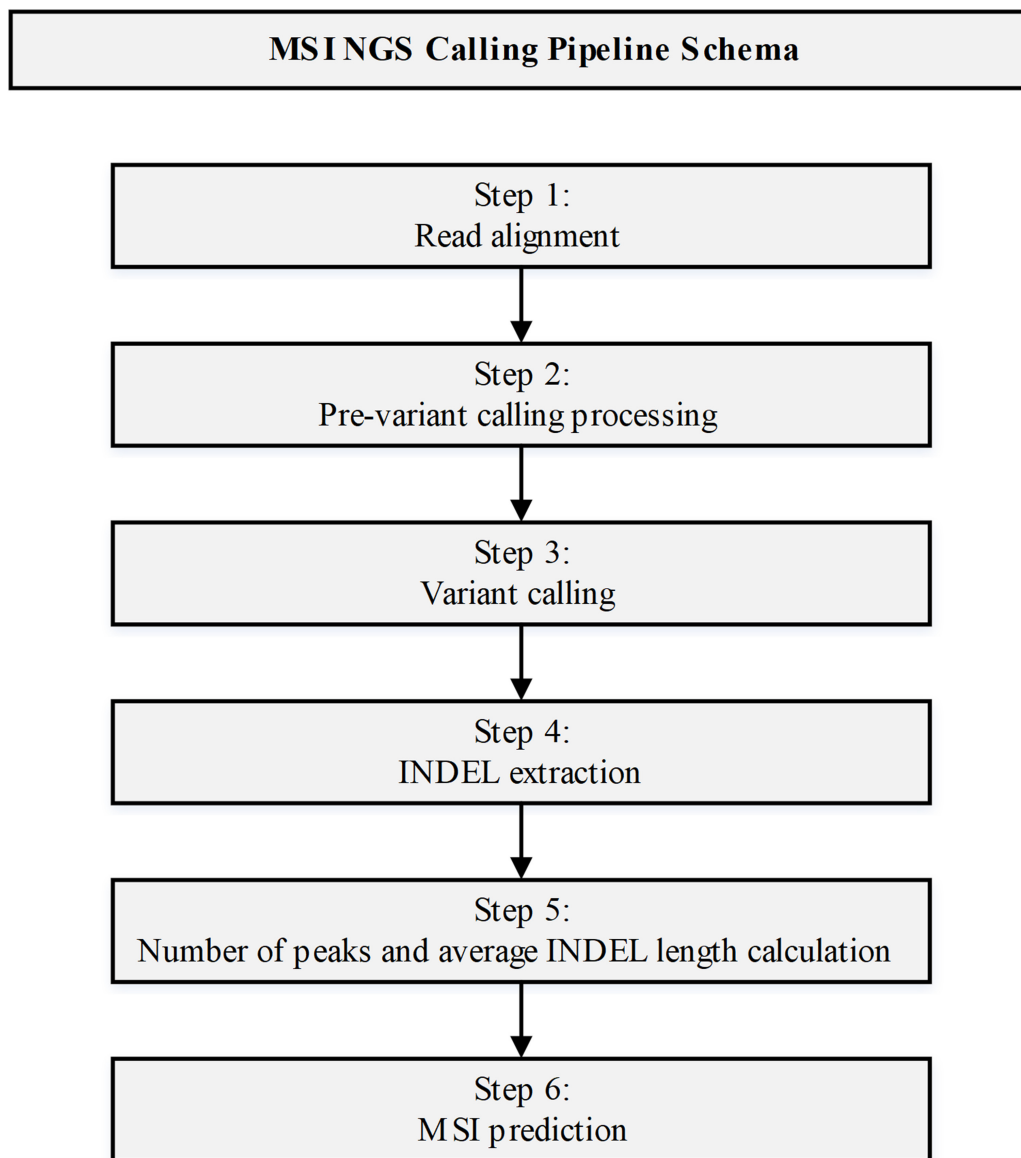 MSI NGS Calling Pipeline Schema
Step 1:
Read alignment
Step 2:
Pre-variant calling processing
Step 3:
Variant calling
Step 4:
INDEL extraction
Step 5:
Number of peaks and average INDEL length calculation
Step 6:
MSI prediction